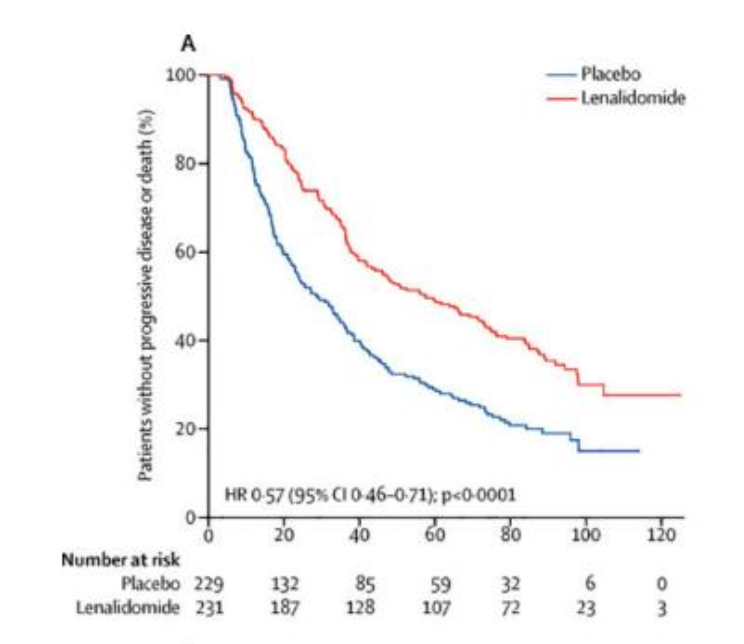 A
Placebo
Lenalidomide
Patients without progressive disease or death (%)
100
80
60
40
20
0
HR 0·57 (95% CI 0·46–0·71); p<0·0001
0 20 40 60 80 100 120
Number at risk
Placebo 229 132 85 59 32 6 0
Lenalidomide 231 187 128 107 72 23 3